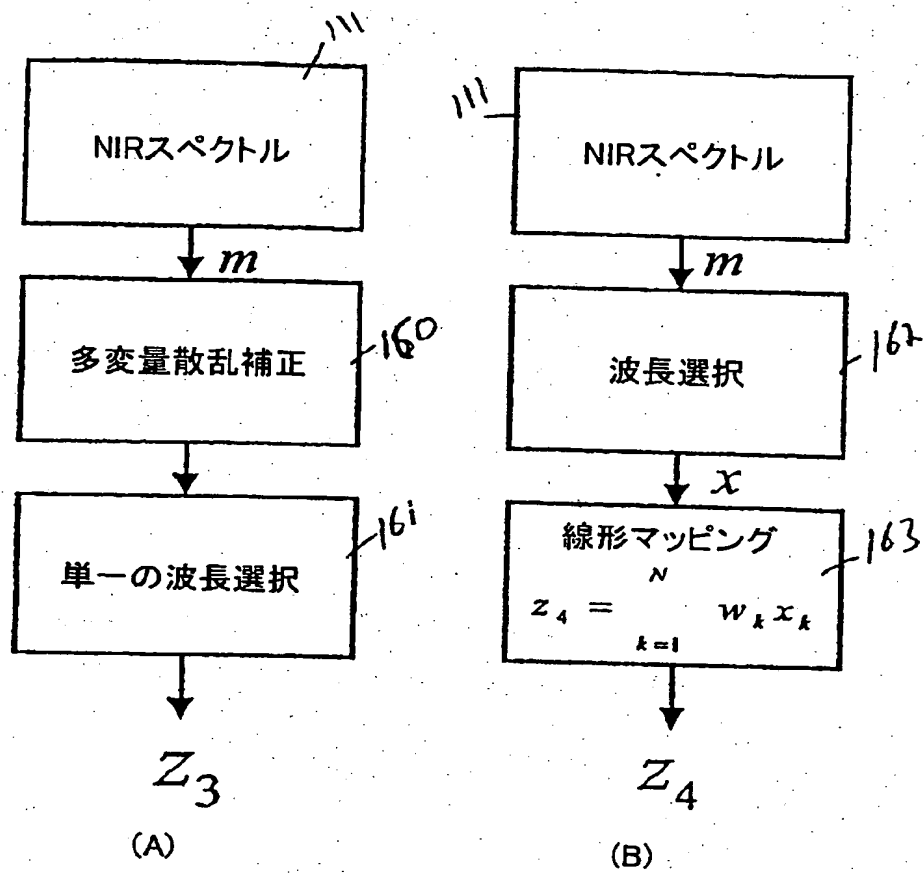 111
NIRスペクトル
m
多変量散乱補正
160
単一の波長選択
161
Z3
(A)
111
NIRスペクトル
m
波長選択
162
x
線形マッピング
163
N
z4 = wk xk
k=1
Z4
(B)